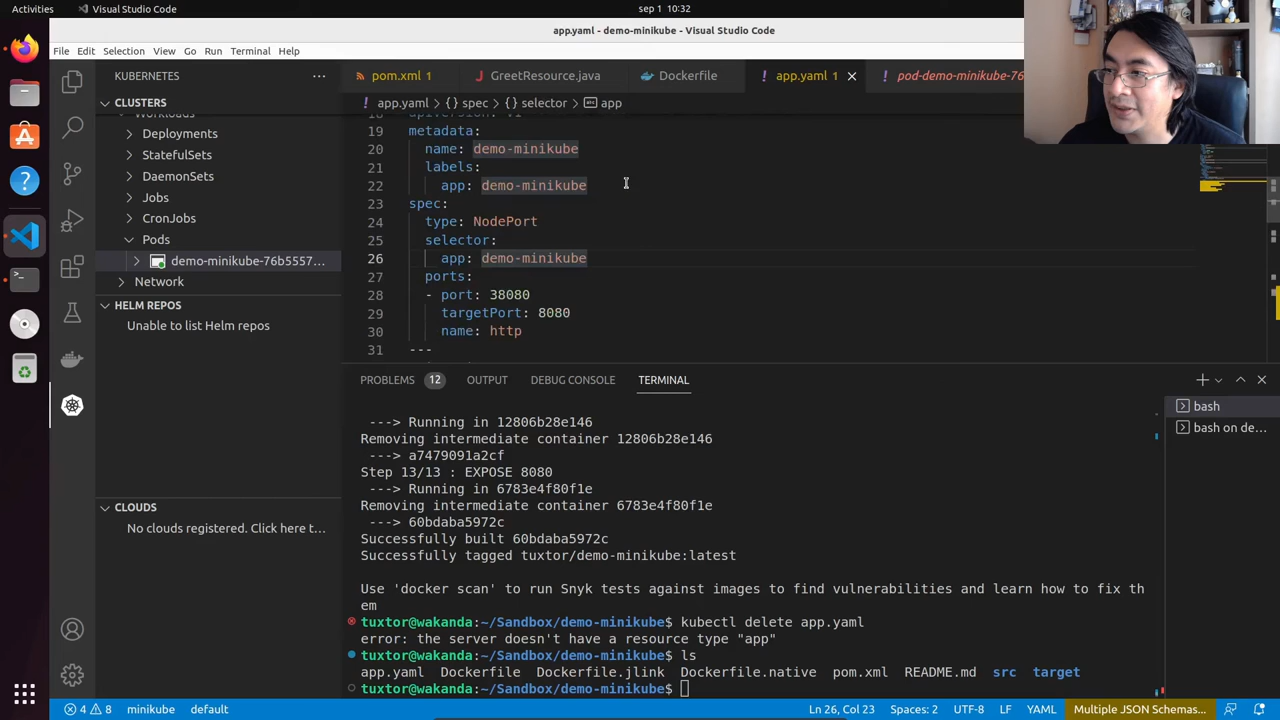 Activities
Visual Studio Code
sep 1 10:32
app.yaml - demo-minikube - Visual Studio Code
File Edit Selection View Go Run Terminal Help
KUBERNETES
pom.xml 1
GreetResource.java
Dockerfile
app.yaml 1
pod-demo-minikube-76
CLUSTERS
Deployments
StatefulSets
DaemonSets
Jobs
CronJobs
Pods
demo-minikube-76b5557...
Network
HELM REPOS
Unable to list Helm repos
CLOUDS
No clouds registered. Click here t...
app.yaml > {} spec > {} selector > app
19 metadata:
20 name: demo-minikube
21 labels:
22 app: demo-minikube
23 spec:
24 type: NodePort
25 selector:
26 app: demo-minikube
27 ports:
28 - port: 38080
29 targetPort: 8080
30 name: http
31 ---
PROBLEMS 12 OUTPUT DEBUG CONSOLE TERMINAL
---> Running in 12806b28e146
Removing intermediate container 12806b28e146
---> a7479091a2cf
Step 13/13 : EXPOSE 8080
---> Running in 6783e4f80f1e
Removing intermediate container 6783e4f80f1e
---> 60bdaba5972c
Successfully built 60bdaba5972c
Successfully tagged tuxtor/demo-minikube:latest
Use 'docker scan' to run Snyk tests against images to find vulnerabilities and learn how to fix th
em
tuxtor@wakanda:~/Sandbox/demo-minikube$ kubectl delete app.yaml
error: the server doesn't have a resource type "app"
tuxtor@wakanda:~/Sandbox/demo-minikube$ ls
app.yaml Dockerfile Dockerfile.jlink Dockerfile.native pom.xml README.md src target
tuxtor@wakanda:~/Sandbox/demo-minikube$
bash
bash on de...
4 8 minikube default
Ln 26, Col 23 Spaces: 2 UTF-8 LF YAML Multiple JSON Schemas...